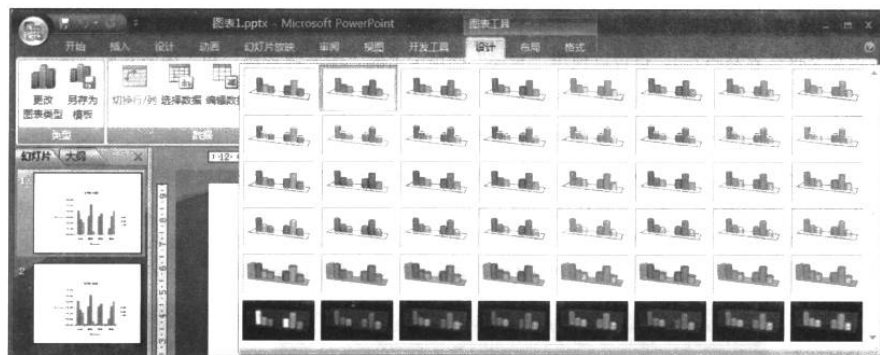 图表1.pptx - Microsoft PowerPoint
图表工具
开始 插入 设计 动画 幻灯片放映 审阅 视图 开发工具 设计 布局 格式
更改 另存为 切换行/列 选择数据 编辑数据
图表类型 模板
类型 数据
幻灯片 大纲
1
2